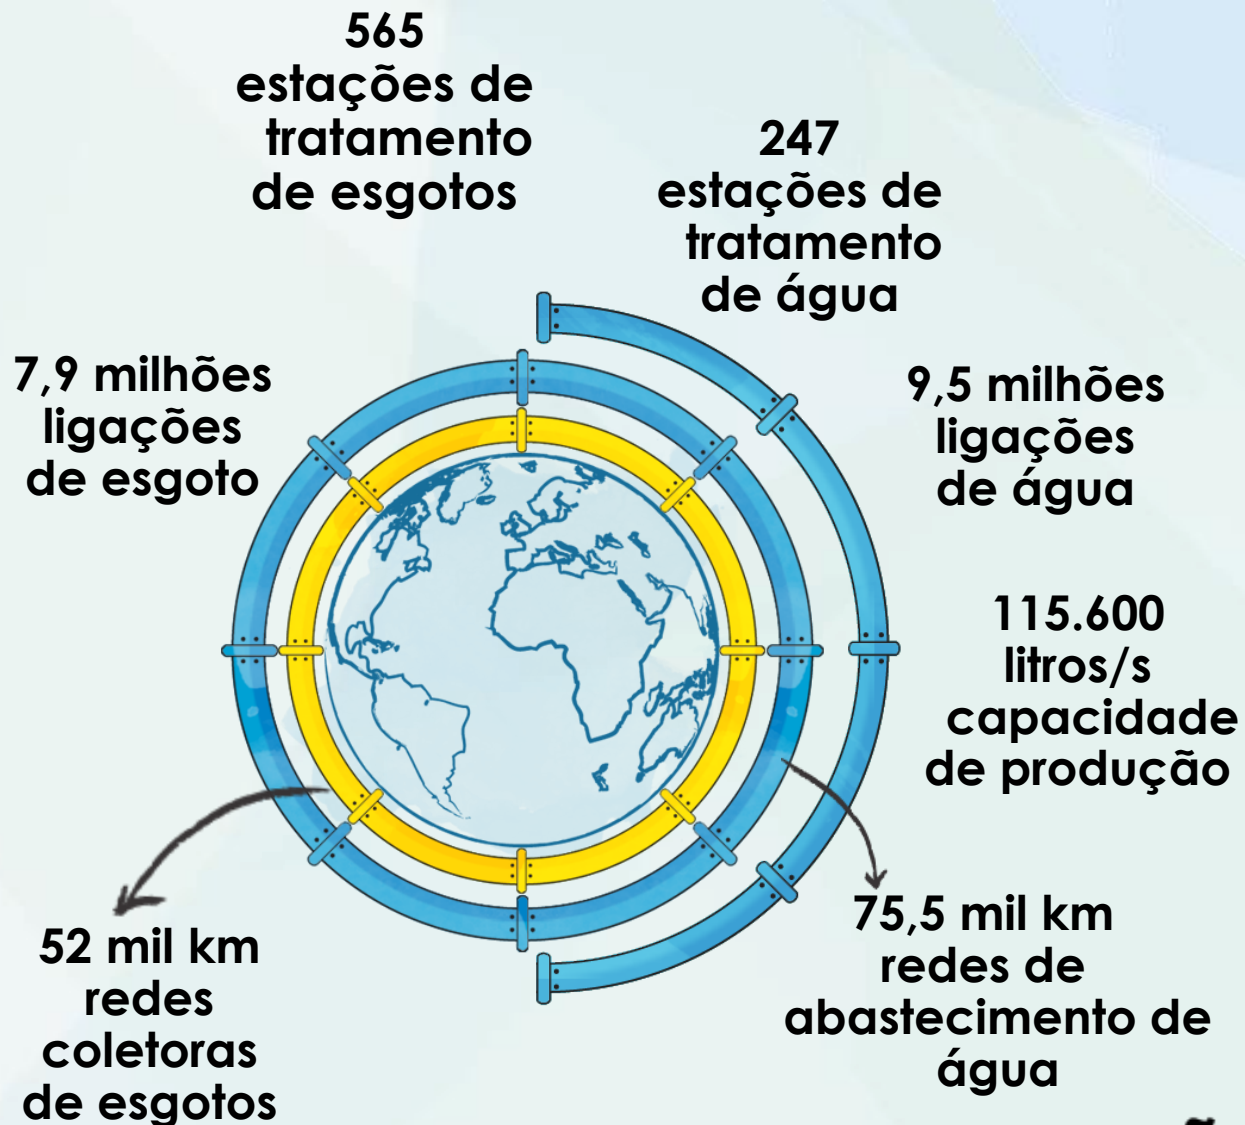 565
estações de
tratamento
de esgotos
247
estações de
tratamento
de água
7,9 milhões
ligações
de esgoto
9,5 milhões
ligações
de água
115.600
litros/s
capacidade
de produção
52 mil km
redes
coletoras
de esgotos
75,5 mil km
redes de
abastecimento de
água